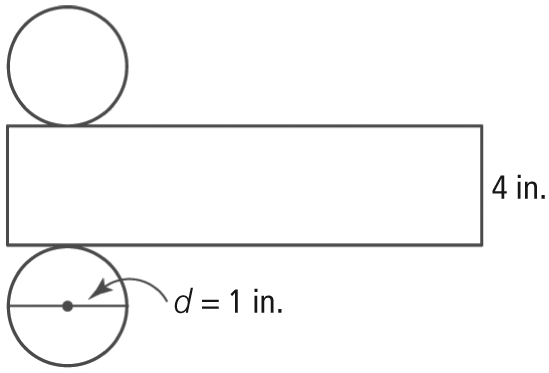 4 in.
d = 1 in.